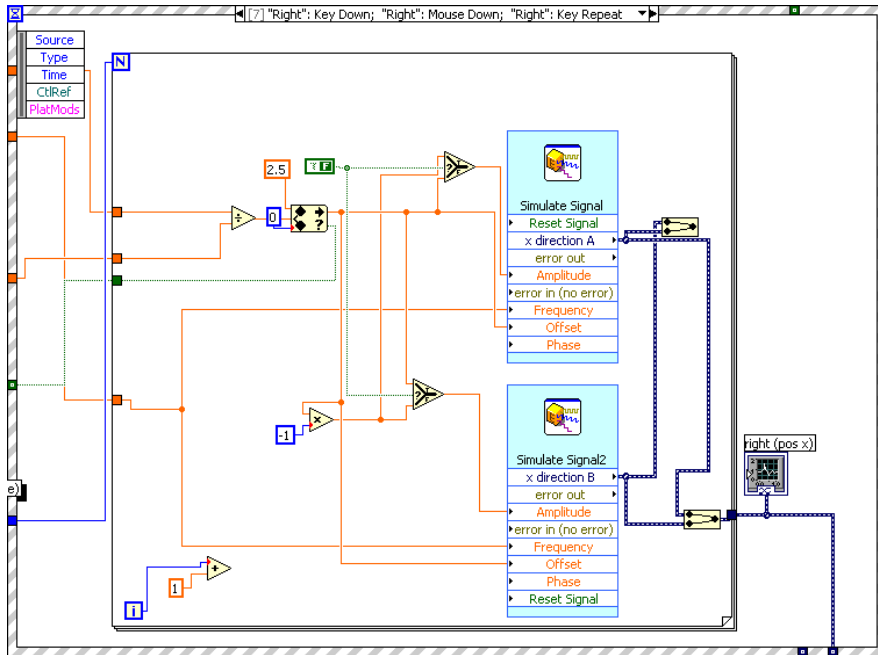 [7] "Right": Key Down;  "Right": Mouse Down;  "Right": Key Repeat
Source
Type
Time
CtlRef
PlatMods
N
2.5
? F
T
?
F
Simulate Signal
÷
0
?
Reset Signal
x direction A
error out
Amplitude
error in (no error)
Frequency
Offset
Phase
T
?
F
x
-1
Simulate Signal2
right (pos x)
x direction B
error out
e)
Amplitude
error in (no error)
Frequency
+
Offset
1
Phase
i
Reset Signal